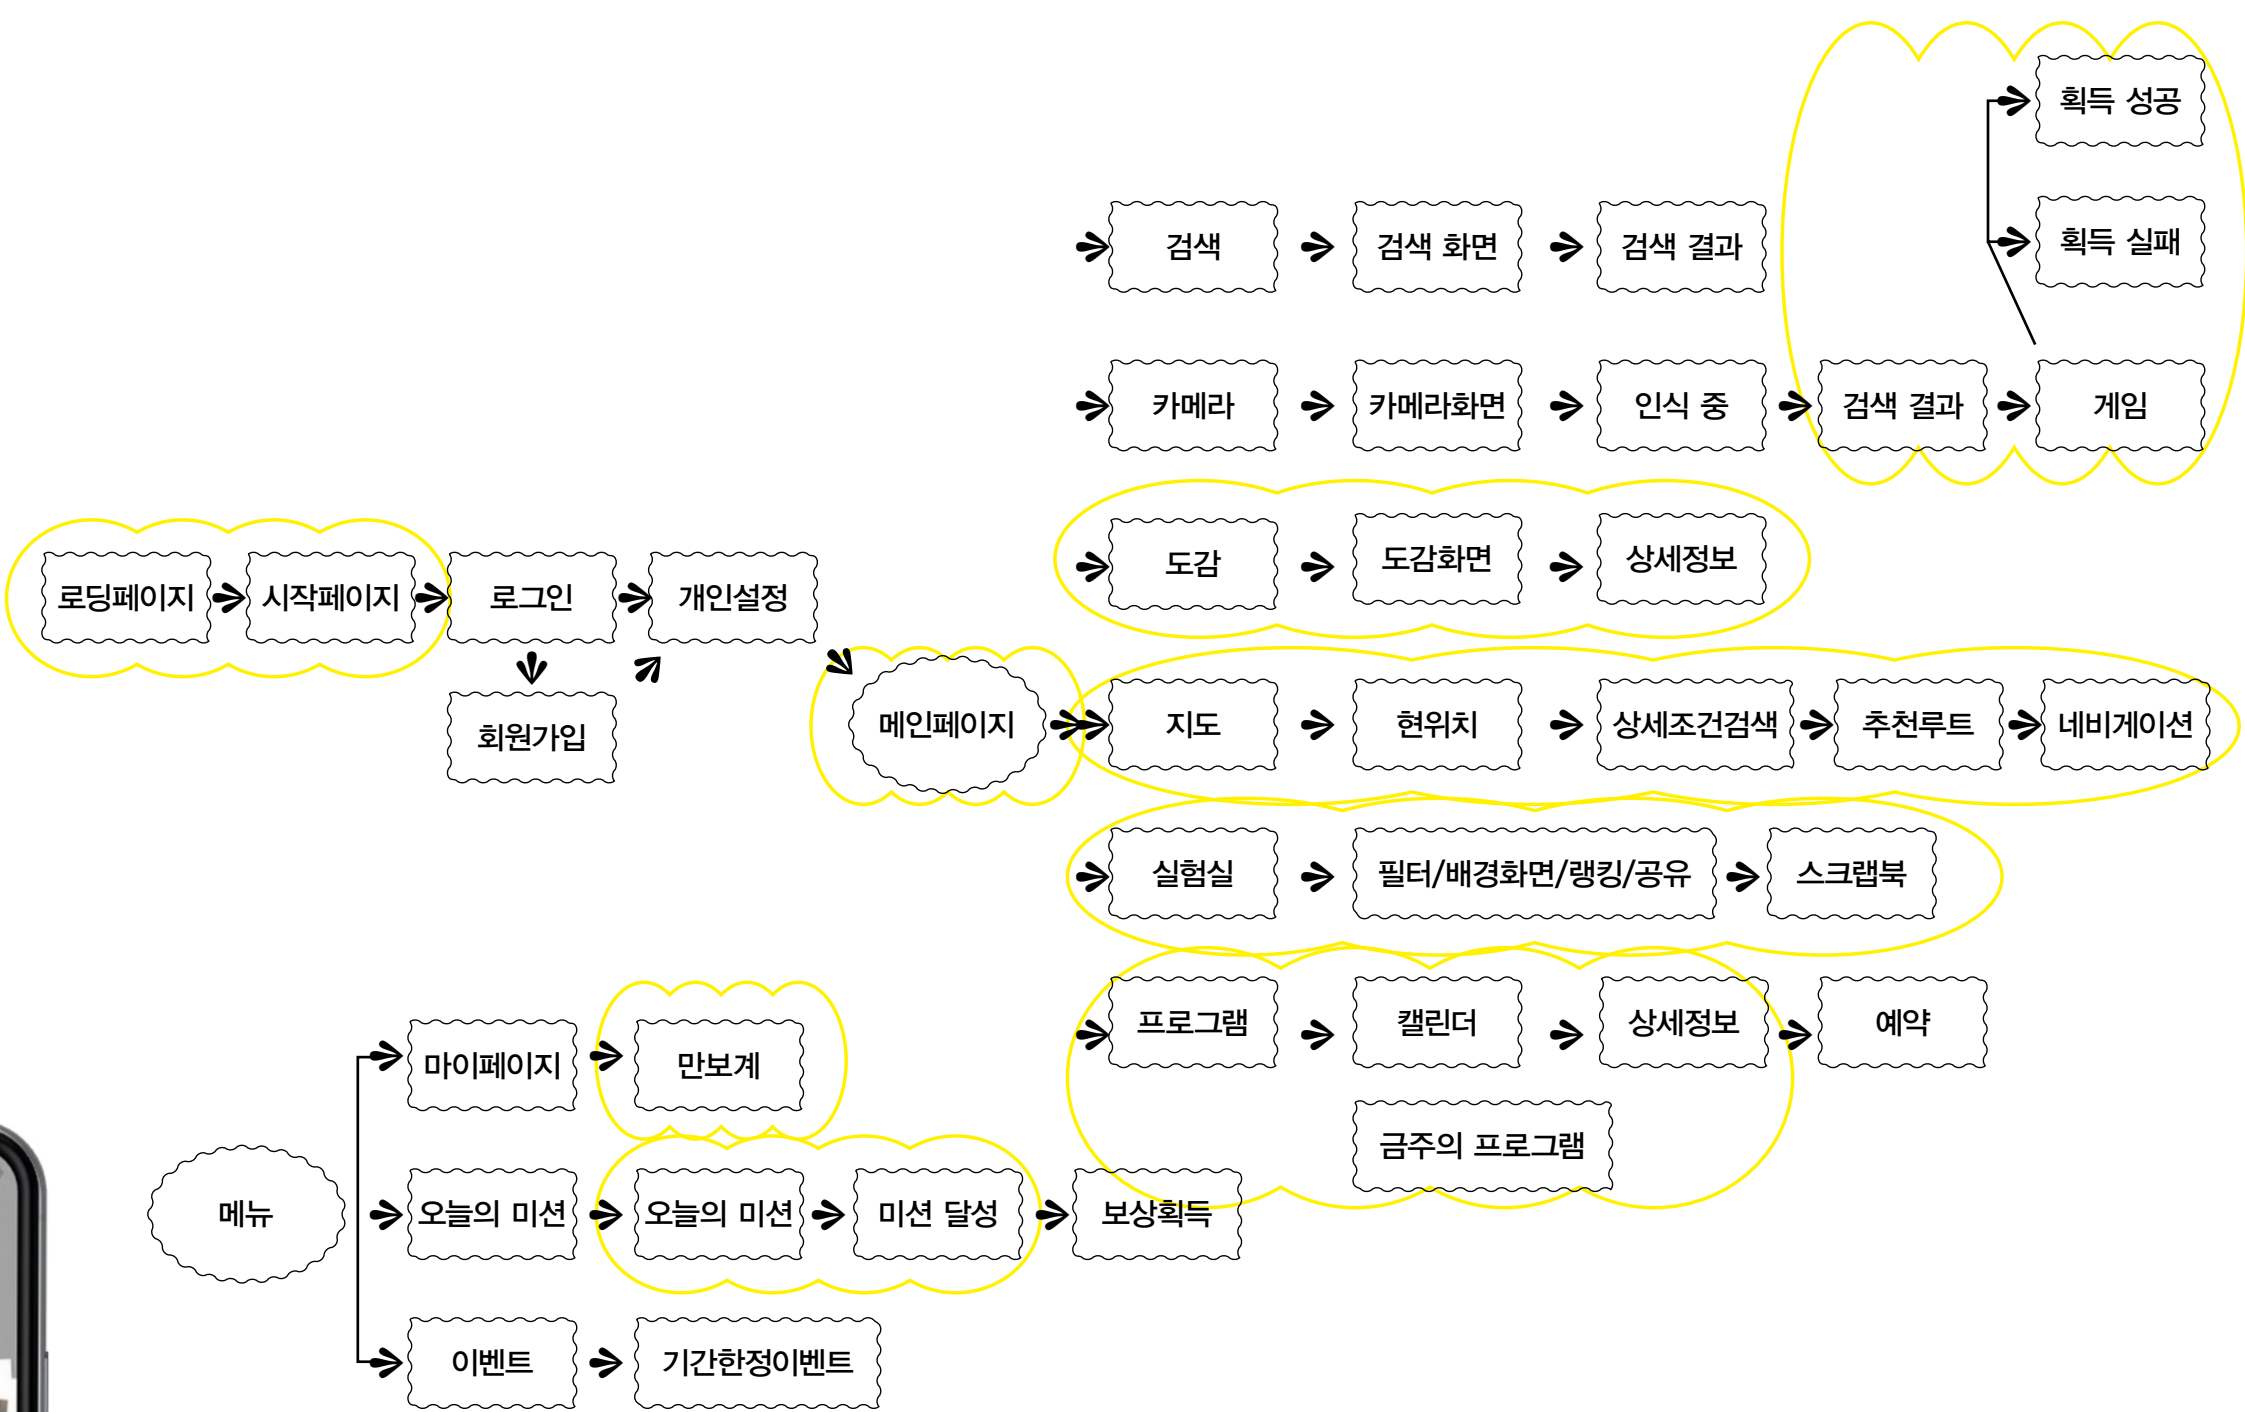 획득 성공
획득 실패
검색
검색 화면
검색 결과
카메라
카메라화면
인식 중
검색 결과
게임
도감
도감화면
상세정보
로딩페이지
시작페이지
로그인
개인설정
회원가입
메인페이지
지도
현위치
상세조건검색
추천루트
네비게이션
실험실
필터/배경화면/랭킹/공유
스크랩북
프로그램
캘린더
상세정보
예약
금주의 프로그램
메뉴
마이페이지
만보계
오늘의 미션
오늘의 미션
미션 달성
보상획득
이벤트
기간한정이벤트